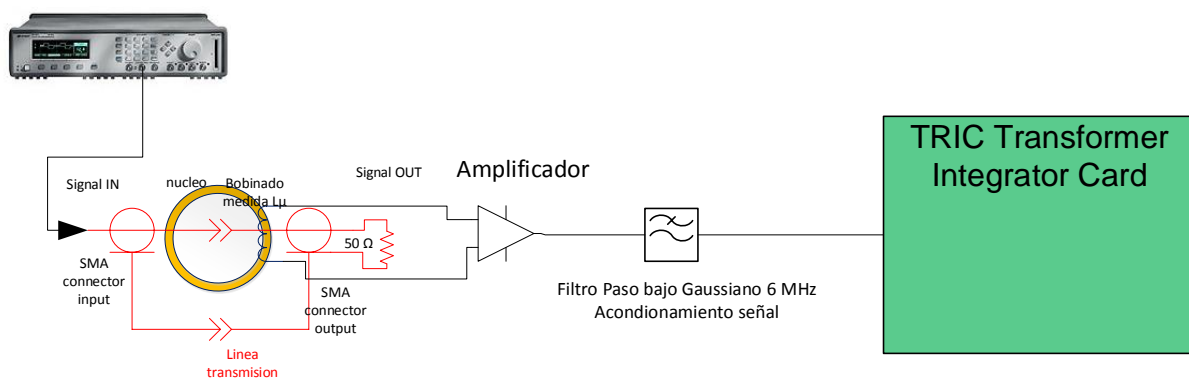 Signal IN
nucleo
Bobinado
medida Lµ
Signal OUT
Amplificador
TRIC Transformer
Integrator Card
50 Ω
SMA
connector
input
SMA
connector
output
Filtro Paso bajo Gaussiano 6 MHz
Acondionamiento señal
Linea
transmision